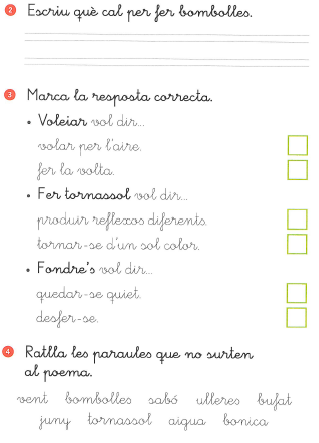 2 Escriu què cal per fer bombolles.
3 Marca la resposta correcta.
• Voleiar vol dir...
volar per l'aire.
fer la volta.
• Fer tornassol vol dir...
produir reflexos diferents.
tornar-se d'un sol color.
• Fondre's vol dir...
quedar-se quiet.
desfer-se.
4 Ratlla les paraules que no surten
al poema.
vent bombolles sabó ulleres bufat
juny tornassol aigua bonica